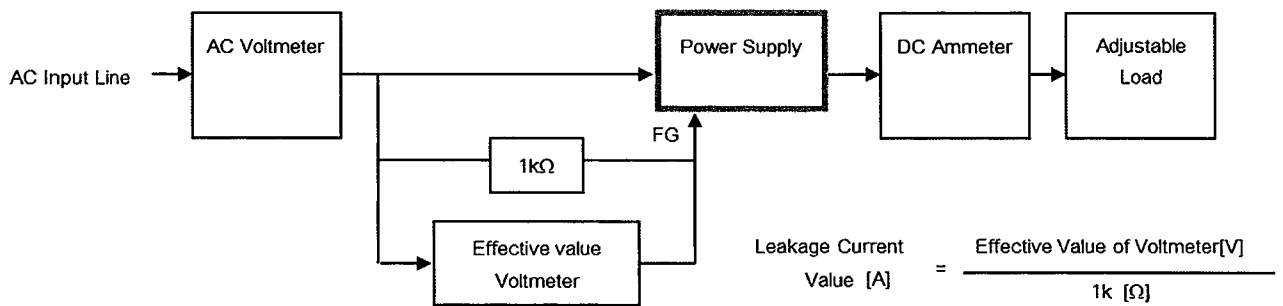 AC Input Line
AC Voltmeter
Power Supply
DC Ammeter
Adjustable
Load
FG
1kΩ
Effective value
Voltmeter
Leakage Current
Value [A]
=
Effective Value of Voltmeter[V]
1k [Ω]